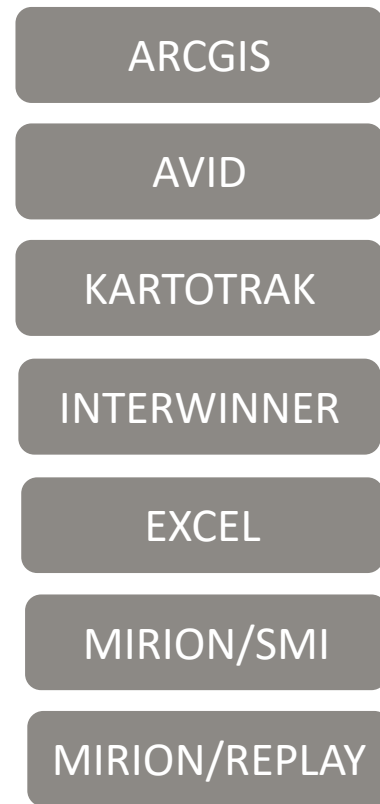 ARCGIS
AVID
KARTOTRAK
INTERWINNER
EXCEL
MIRION/SMI
MIRION/REPLAY